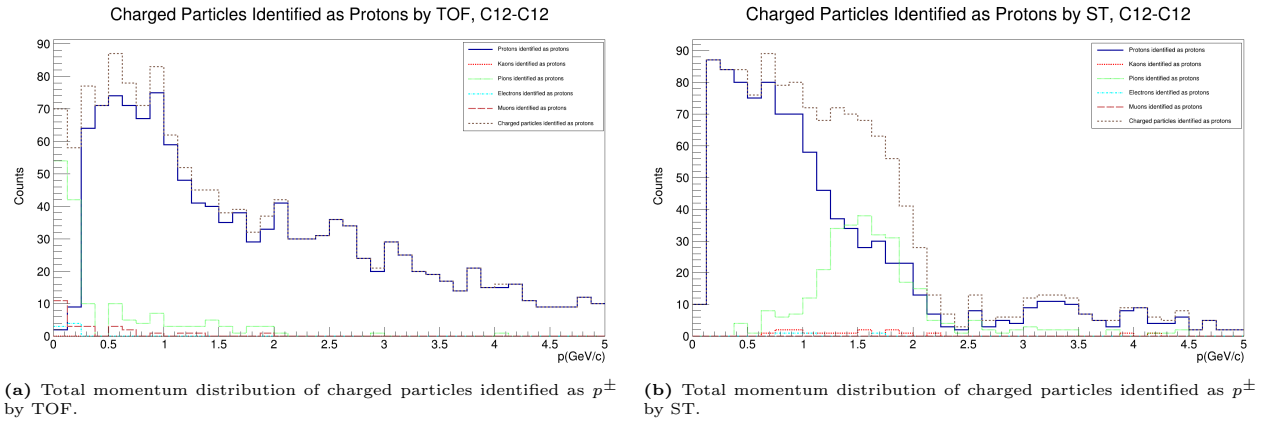 Charged Particles Identified as Protons by TOF, C12-C12
Counts
90
80
70
60
50
40
30
20
10
0
Protons identified as protons
Kaons identified as protons
Pions identified as protons
Electrons identified as protons
Muons identified as protons
Charged particles identified as protons
0 0.5 1 1.5 2 2.5 3 3.5 4 4.5 5
p(GeV/c)
(a) Total momentum distribution of charged particles identified as p±
by TOF.
Charged Particles Identified as Protons by ST, C12-C12
Counts
90
80
70
60
50
40
30
20
10
0
Protons identified as protons
Kaons identified as protons
Pions identified as protons
Electrons identified as protons
Muons identified as protons
Charged particles identified as protons
0 0.5 1 1.5 2 2.5 3 3.5 4 4.5 5
p(GeV/c)
(b) Total momentum distribution of charged particles identified as p±
by ST.